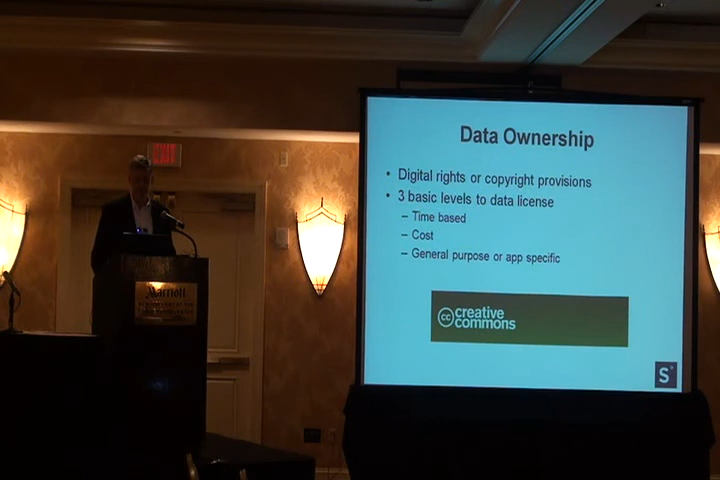 EXIT
Data Ownership
• Digital rights or copyright provisions
• 3 basic levels to data license
– Time based
– Cost
– General purpose or app specific
cc creative
commons
S
Marriott